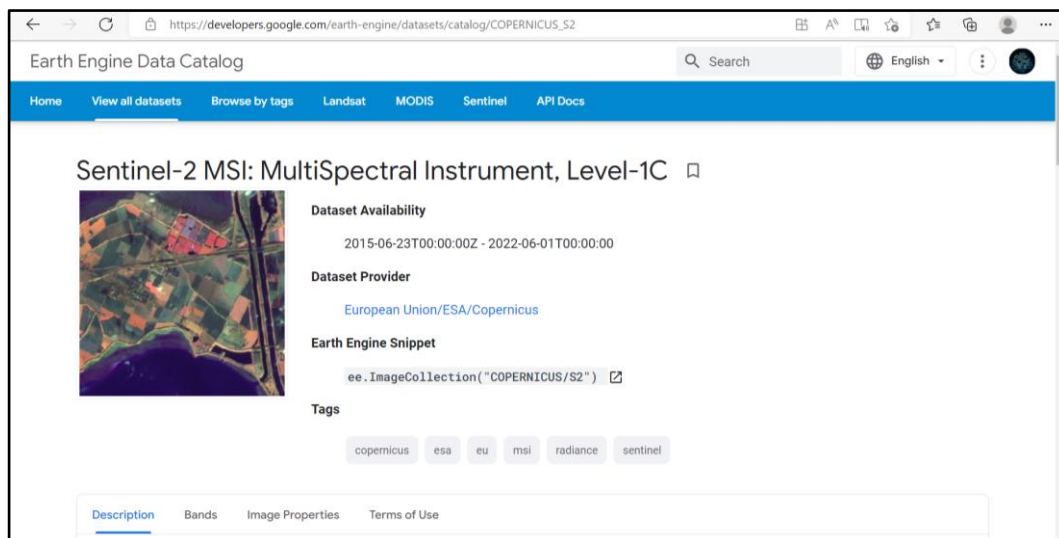 https://developers.google.com/earth-engine/datasets/catalog/COPERNICUS_S2
Earth Engine Data Catalog
Search
English
Home View all datasets Browse by tags Landsat MODIS Sentinel API Docs
Sentinel-2 MSI: MultiSpectral Instrument, Level-1C
Dataset Availability
2015-06-23T00:00:00Z - 2022-06-01T00:00:00
Dataset Provider
European Union/ESA/Copernicus
Earth Engine Snippet
ee.ImageCollection("COPERNICUS/S2")
Tags
copernicus esa eu msi radiance sentinel
Description Bands Image Properties Terms of Use